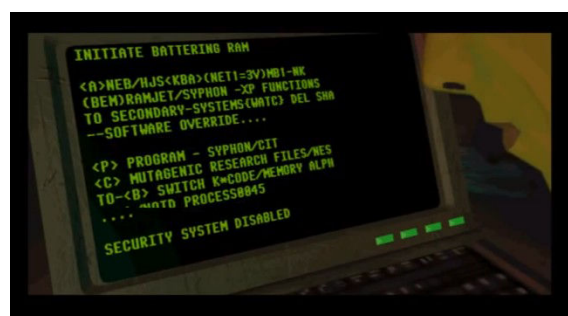 INITIATE BATTERING RAM
<A>NEB/HJS<KBA>(NET1=3V)MB1-NK
(BEM)RAMJET/SYPHON -XP FUNCTIONS
TO SECONDARY-SYSTEMS(WATC) DEL SHA
--SOFTWARE OVERRIDE....
<P> PROGRAM - SYPHON/CIT
<C> MUTAGENIC RESEARCH FILES/NES
TO-<B> SWITCH K=CODE/MEMORY ALPH
PROCESS0045
....
SECURITY SYSTEM DISABLED